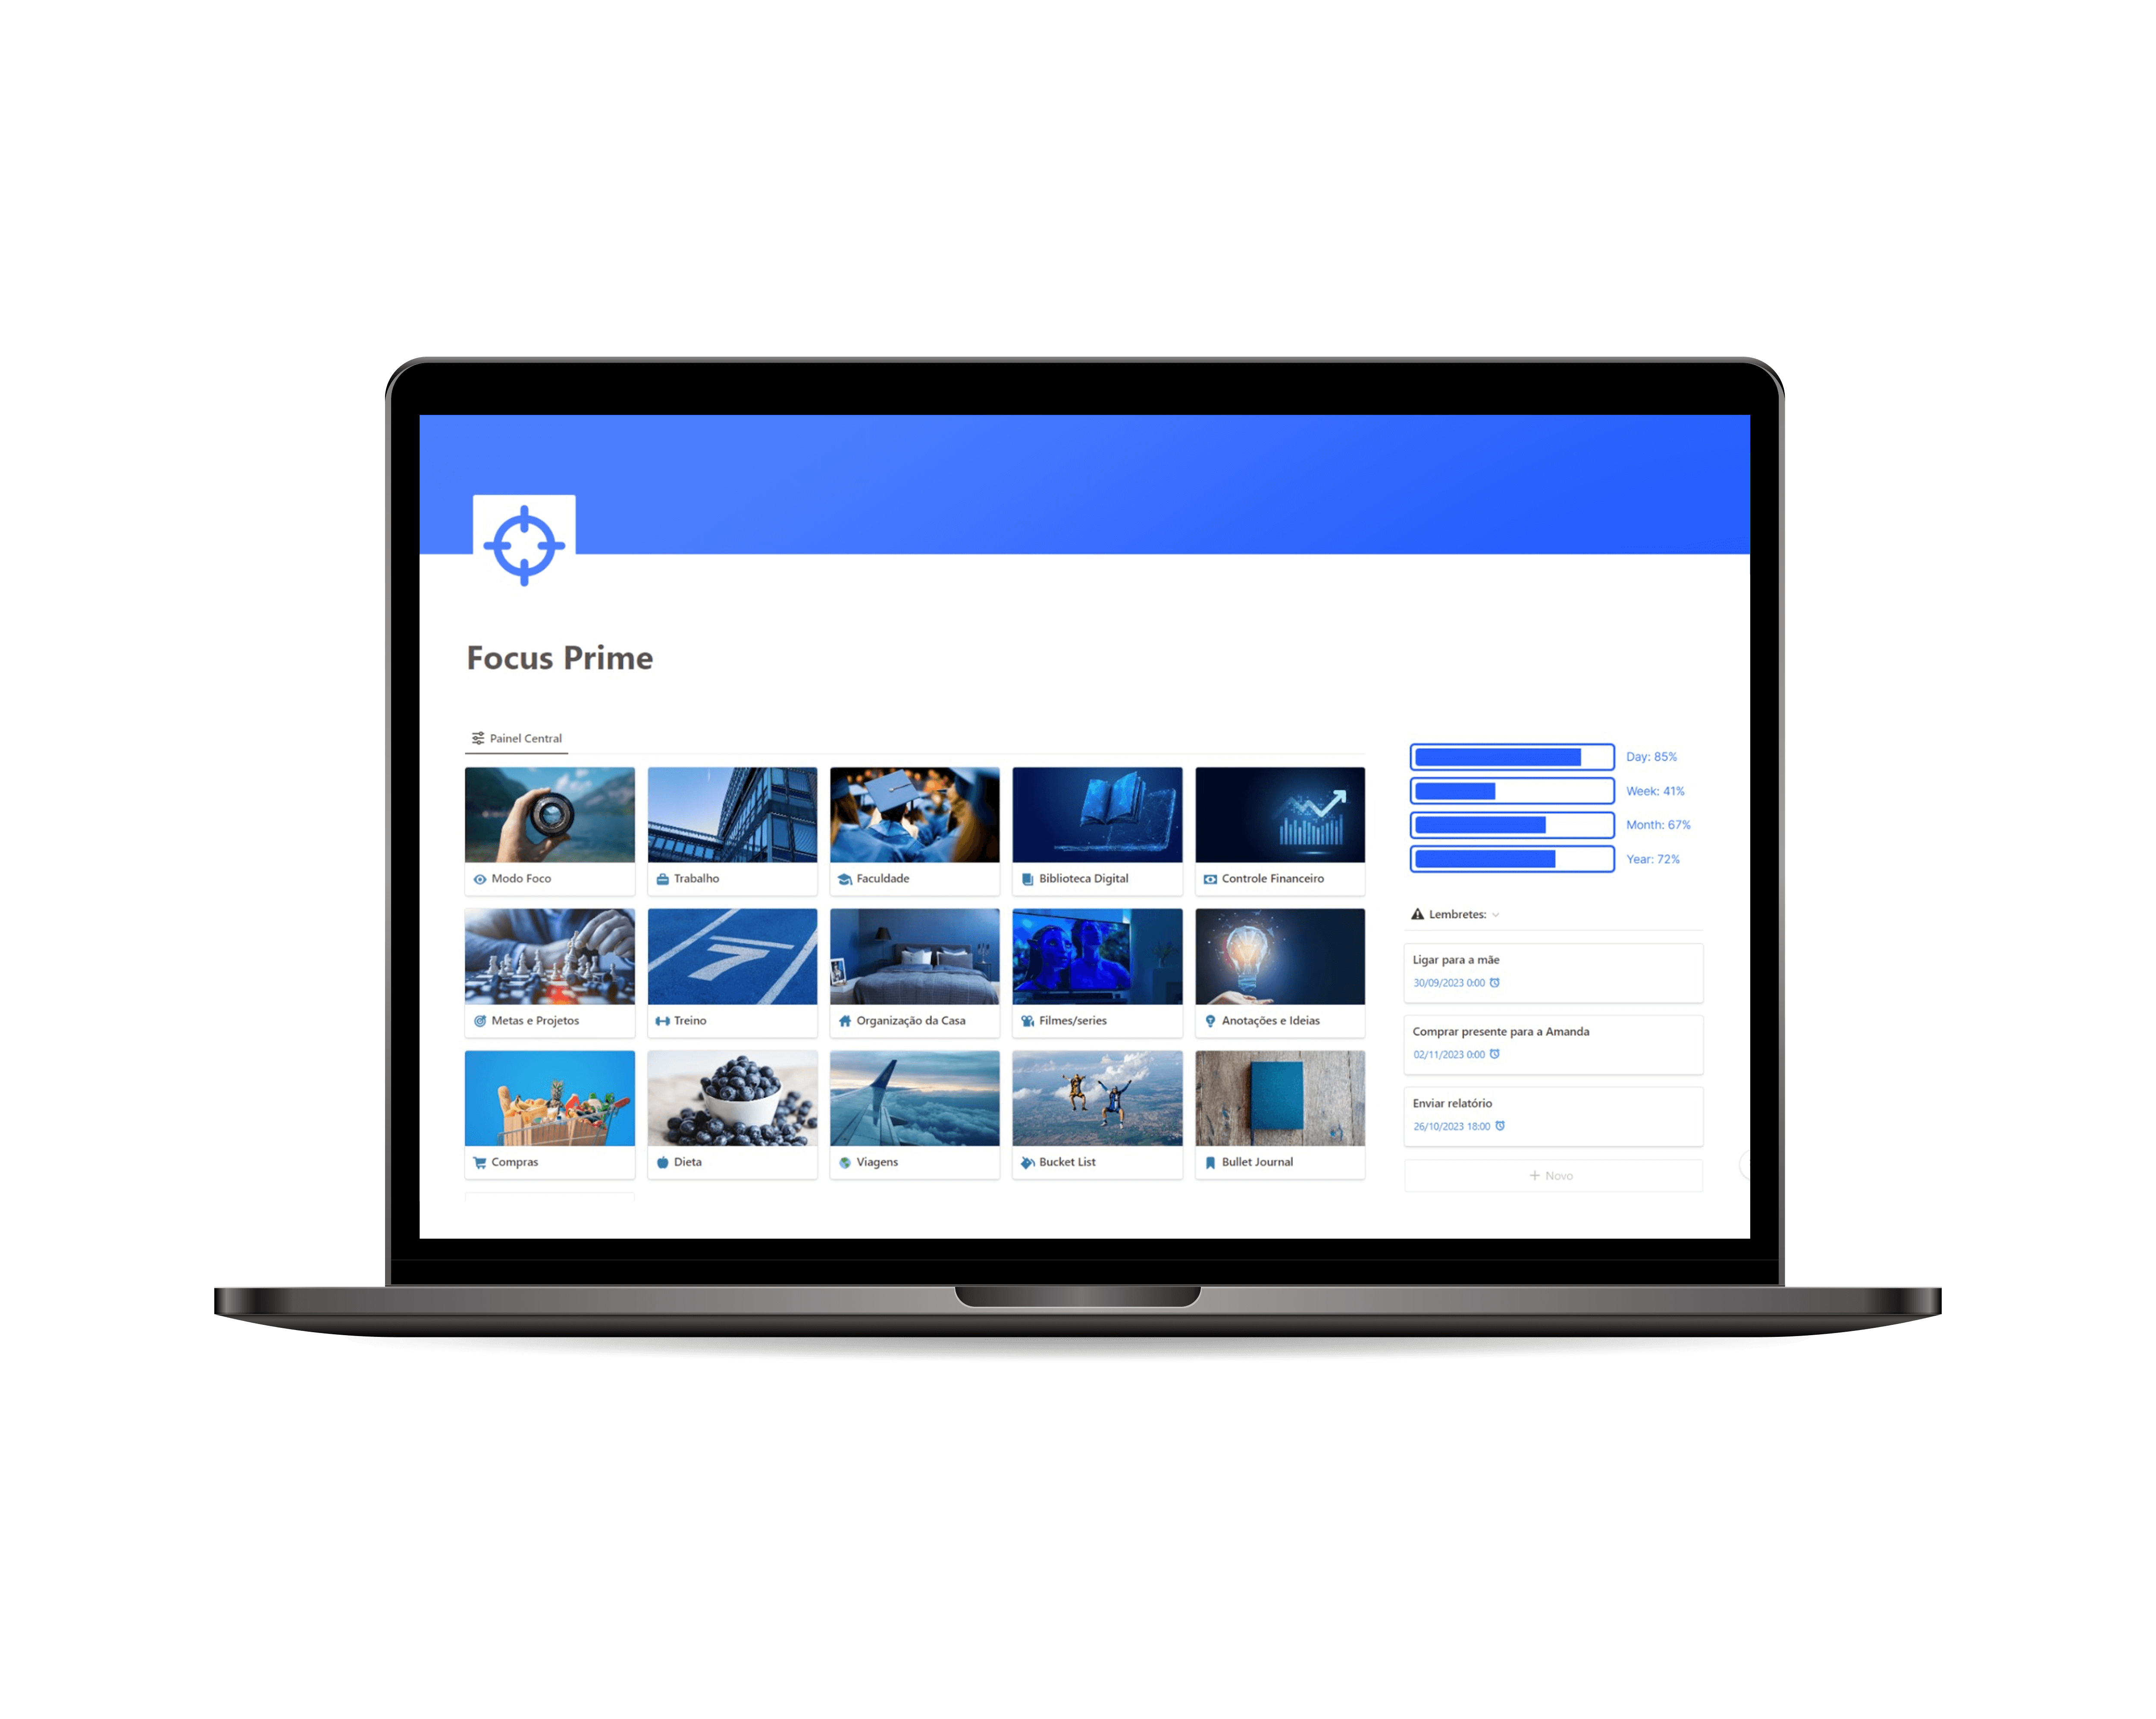 Focus Prime
Painel Central
Modo Foco
Trabalho
Faculdade
Biblioteca Digital
Controle Financeiro
Metas e Projetos
7
Treino
Organização da Casa
Filmes/series
Anotações e Ideias
Compras
Dieta
Viagens
Bucket List
Bullet Journal
Day: 85%
Week: 41%
Month: 67%
Year: 72%
Lembretes:
Ligar para a mãe
30/09/2023 0:00
Comprar presente para a Amanda
02/11/2023 0:00
Enviar relatório
26/10/2023 18:00
+ Novo